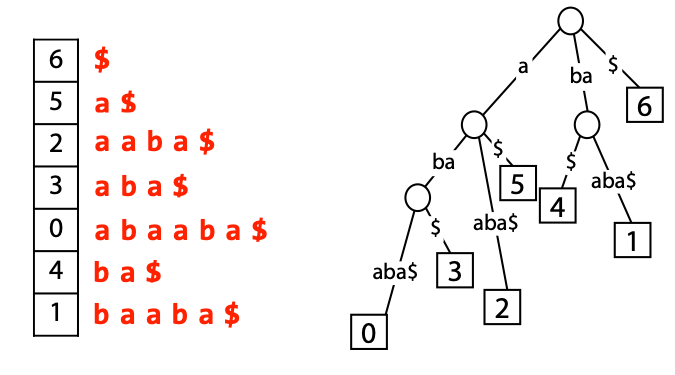 6 $
5 a $
2 a a b a $
3 a b a $
0 a b a a b a $
4 b a $
1 b a a b a $
a ba $
6
ba $ $ aba$
5 4
aba$ $ aba$
3 2 1
0